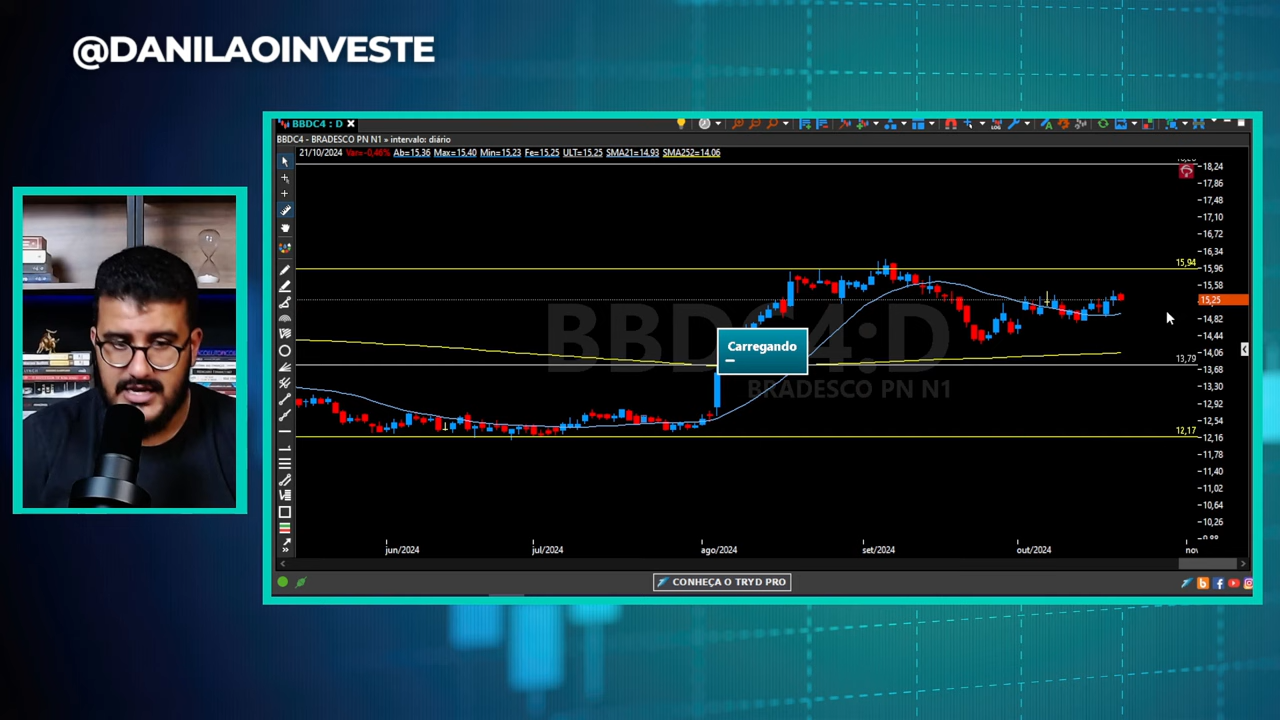 @DANILAOINVESTE
BBDC4 : D
BBDC4 - BRADESCO PN N1 » intervalo: diário
21/10/2024 Var=-0,46% Ab=15,36 Max=15,40 Min=15,23 Fe=15,25 ULT=15,25 SMA21=14,93 SMA252=14,06
18,24
17,86
17,48
17,10
16,72
16,34
15,94
15,96
15,58
15,25
14,82
14,44
14,06
13,79
13,68
13,30
12,92
12,54
12,17
12,16
11,78
11,40
11,02
10,64
10,26
BBDC4:D
BRADESCO PN N1
Carregando
jun/2024
jul/2024
ago/2024
set/2024
out/2024
nov
CONHEÇA O TRYD PRO